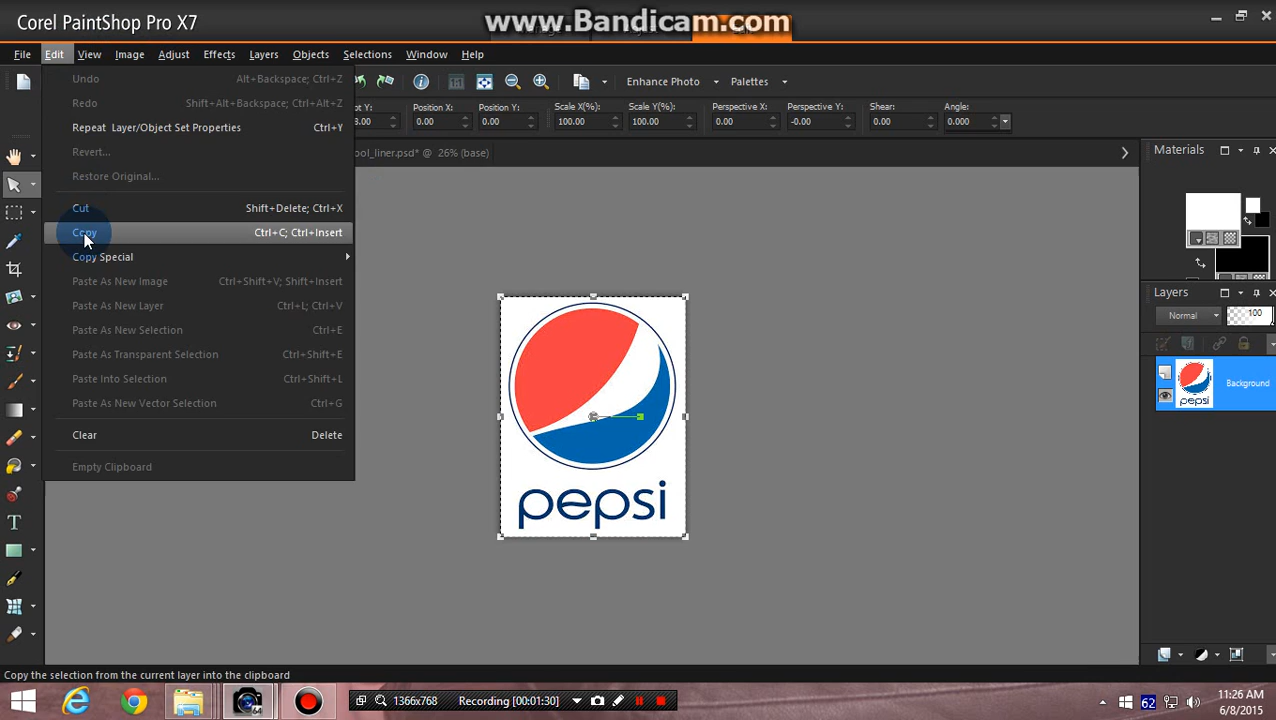 Corel PaintShop Pro X7
www.Bandicam.com
File Edit View Image Adjust Effects Layers Objects Selections Window Help
Undo Alt+Backspace; Ctrl+Z
Redo Shift+Alt+Backspace; Ctrl+Alt+Z
Repeat Layer/Object Set Properties Ctrl+Y
Revert...
Restore Original...
Cut Shift+Delete; Ctrl+X
Copy Ctrl+C; Ctrl+Insert
Copy Special
Paste As New Image Ctrl+Shift+V; Shift+Insert
Paste As New Layer Ctrl+L; Ctrl+V
Paste As New Selection Ctrl+E
Paste As Transparent Selection Ctrl+Shift+E
Paste Into Selection Ctrl+Shift+L
Paste As New Vector Selection Ctrl+G
Clear Delete
Empty Clipboard
Enhance Photo Palettes
ot Y: Position X: Position Y: Scale X(%): Scale Y(%): Perspective X: Perspective Y: Shear: Angle:
3.00 0.00 0.00 100.00 100.00 0.00 -0.00 0.00 0.000
ool_liner.psd* @ 26% (base)
pepsi
Materials
Layers
Normal 100
pepsi
Background
Copy the selection from the current layer into the clipboard
64
1366x768 Recording [00:01:30]
62
11:26 AM
6/8/2015